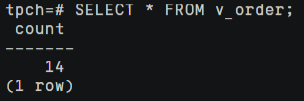 tpch=# SELECT * FROM v_order;
 count
-------
    14
(1 row)